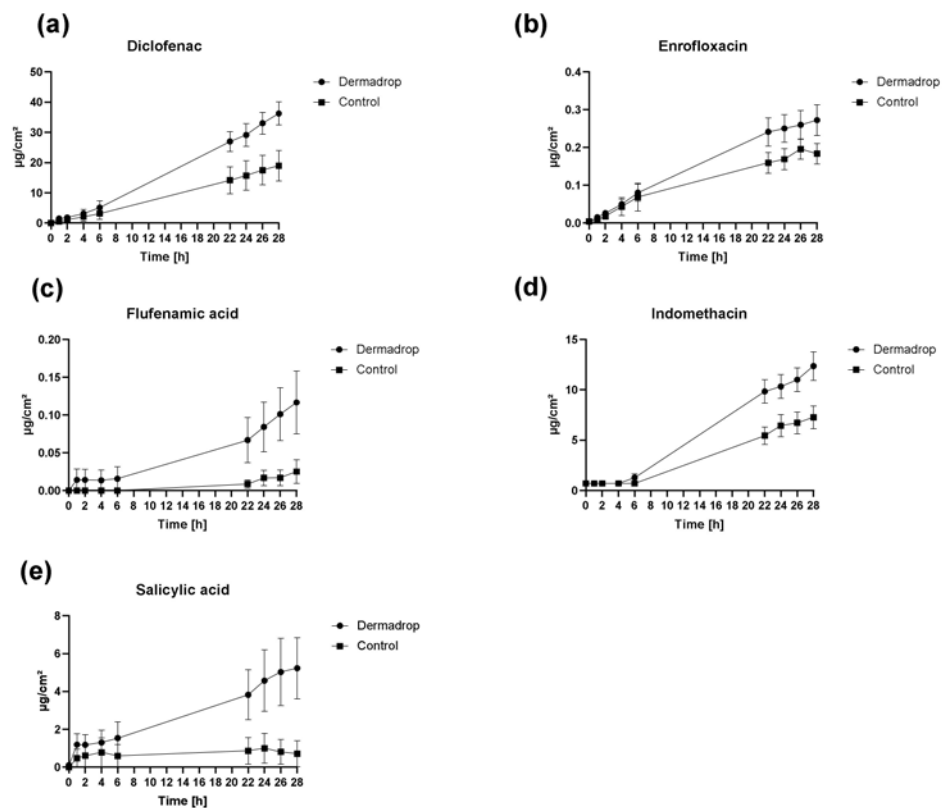 (a)
Diclofenac
50
40
30
20
10
0
µg/cm²
0 2 4 6 8 10 12 14 16 18 20 22 24 26 28
Time [h]
Dermadrop
Control
(b)
Enrofloxacin
0.4
0.3
0.2
0.1
0.0
µg/cm²
0 2 4 6 8 10 12 14 16 18 20 22 24 26 28
Time [h]
Dermadrop
Control
(c)
Flufenamic acid
0.20
0.15
0.10
0.05
0.00
µg/cm²
0 2 4 6 8 10 12 14 16 18 20 22 24 26 28
Time [h]
Dermadrop
Control
(d)
Indomethacin
15
10
5
0
µg/cm²
0 2 4 6 8 10 12 14 16 18 20 22 24 26 28
Time [h]
Dermadrop
Control
(e)
Salicylic acid
8
6
4
2
0
µg/cm²
0 2 4 6 8 10 12 14 16 18 20 22 24 26 28
Time [h]
Dermadrop
Control